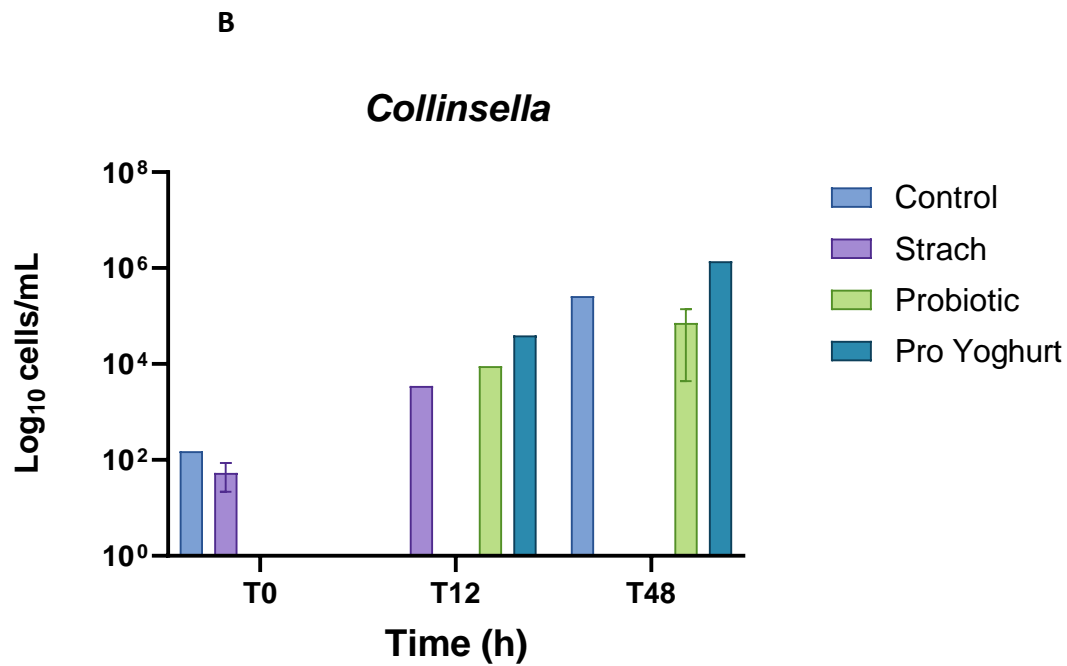 B
Collinsella
10⁸
10⁶
10⁴
10²
10⁰
Log₁₀ cells/mL
T0 T12 T48
Time (h)
Control
Strach
Probiotic
Pro Yoghurt